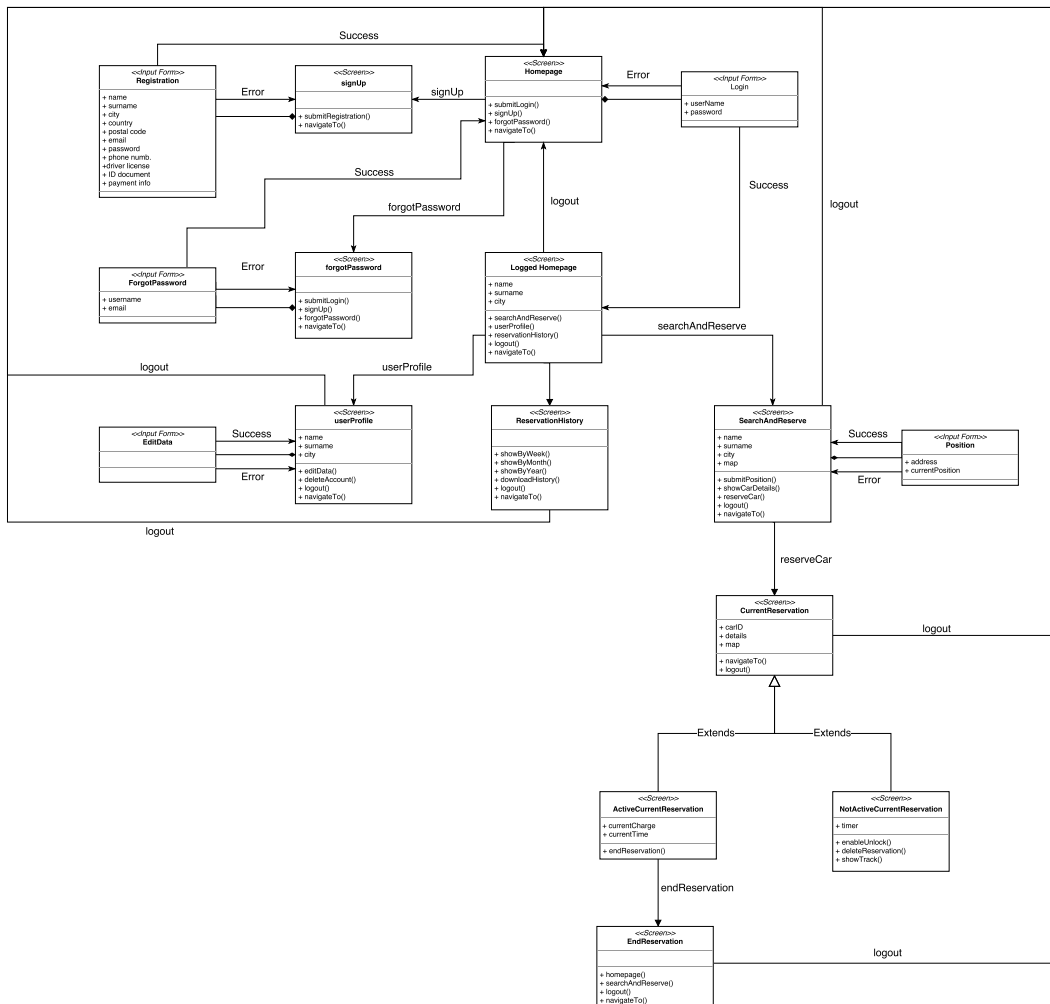 Success
<<Input Form>>
Registration
+ name
+ surname
+ city
+ country
+ postal code
+ email
+ password
+ phone numb.
+driver license
+ ID document
+ payment info
Error
<<Screen>>
signUp
+ submitRegistration()
+ navigateTo()
signUp
<<Screen>>
Homepage
+ submitLogin()
+ signUp()
+ forgotPassword()
+ navigateTo()
Error
<<Input Form>>
Login
+ userName
+ password
Success
Success
forgotPassword
logout
logout
<<Input Form>>
ForgotPassword
+ username
+ email
Error
<<Screen>>
forgotPassword
+ submitLogin()
+ signUp()
+ forgotPassword()
+ navigateTo()
<<Screen>>
Logged Homepage
+ name
+ surname
+ city
+ searchAndReserve()
+ userProfile()
+ reservationHistory()
+ logout()
+ navigateTo()
searchAndReserve
logout
userProfile
<<Input Form>>
EditData
Success
Error
<<Screen>>
userProfile
+ name
+ surname
+ city
+ editData()
+ deleteAccount()
+ logout()
+ navigateTo()
<<Screen>>
ReservationHistory
+ showByWeek()
+ showByMonth()
+ showByYear()
+ downloadHistory()
+ logout()
+ navigateTo()
<<Screen>>
SearchAndReserve
+ name
+ surname
+ city
+ map
+ submitPosition()
+ showCarDetails()
+ reserveCar()
+ logout()
+ navigateTo()
Success
Error
<<Input Form>>
Position
+ address
+ currentPosition
logout
reserveCar
<<Screen>>
CurrentReservation
+ carID
+ details
+ map
+ navigateTo()
+ logout()
logout
Extends
Extends
<<Screen>>
ActiveCurrentReservation
+ currentCharge
+ currentTime
+ endReservation()
<<Screen>>
NotActiveCurrentReservation
+ timer
+ enableUnlock()
+ deleteReservation()
+ showTrack()
endReservation
<<Screen>>
EndReservation
+ homepage()
+ searchAndReserve()
+ logout()
+ navigateTo()
logout